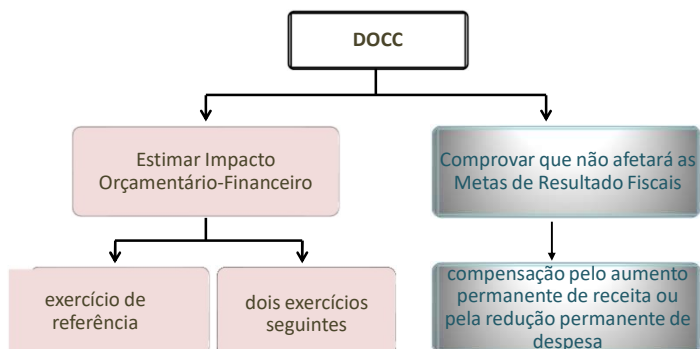 DOCC
Estimar Impacto
Orçamentário-Financeiro
Comprovar que não afetará as
Metas de Resultado Fiscais
exercício de
referência
dois exercícios
seguintes
compensação pelo aumento
permanente de receita ou
pela redução permanente de
despesa